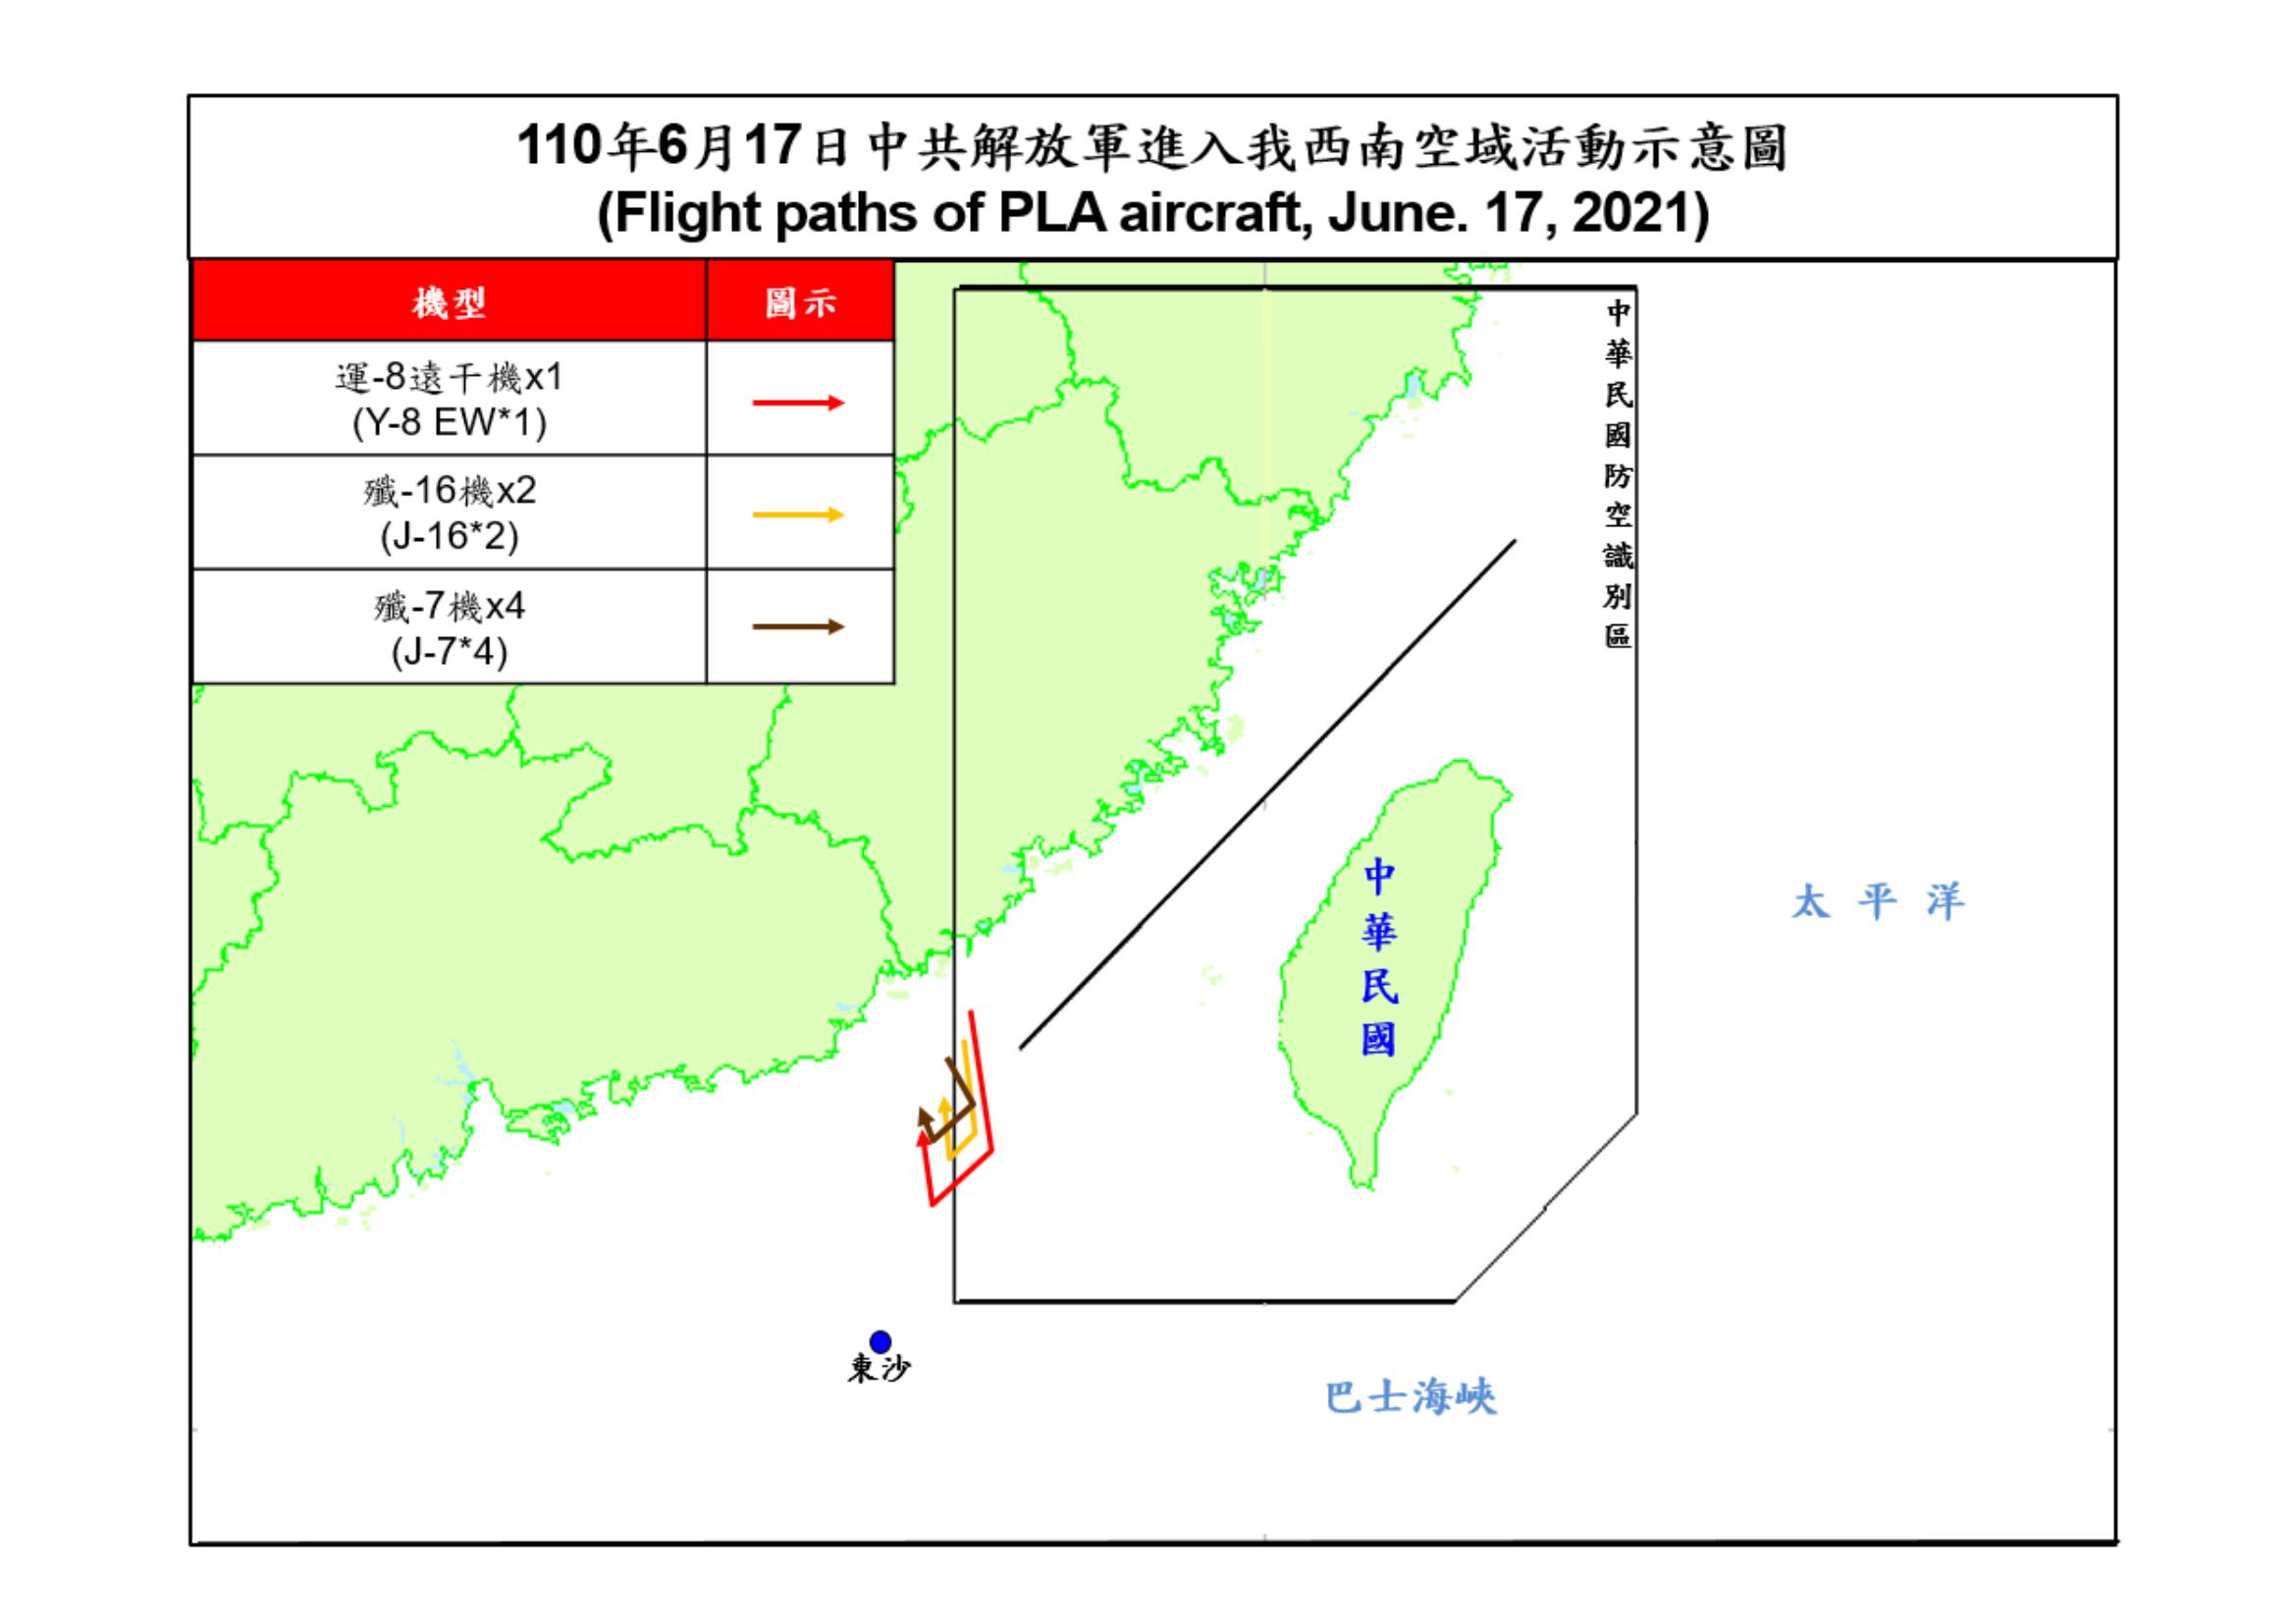 110年6月17日中共解放軍進入我西南空域活動示意圖
(Flight paths of PLA aircraft, June. 17, 2021)
機型
圖示
運-8遠干機x1
(Y-8 EW*1)
殲-16機x2
(J-16*2)
殲-7機x4
(J-7*4)
中華民國防空識別區
中華民國
太平洋
東沙
巴士海峽